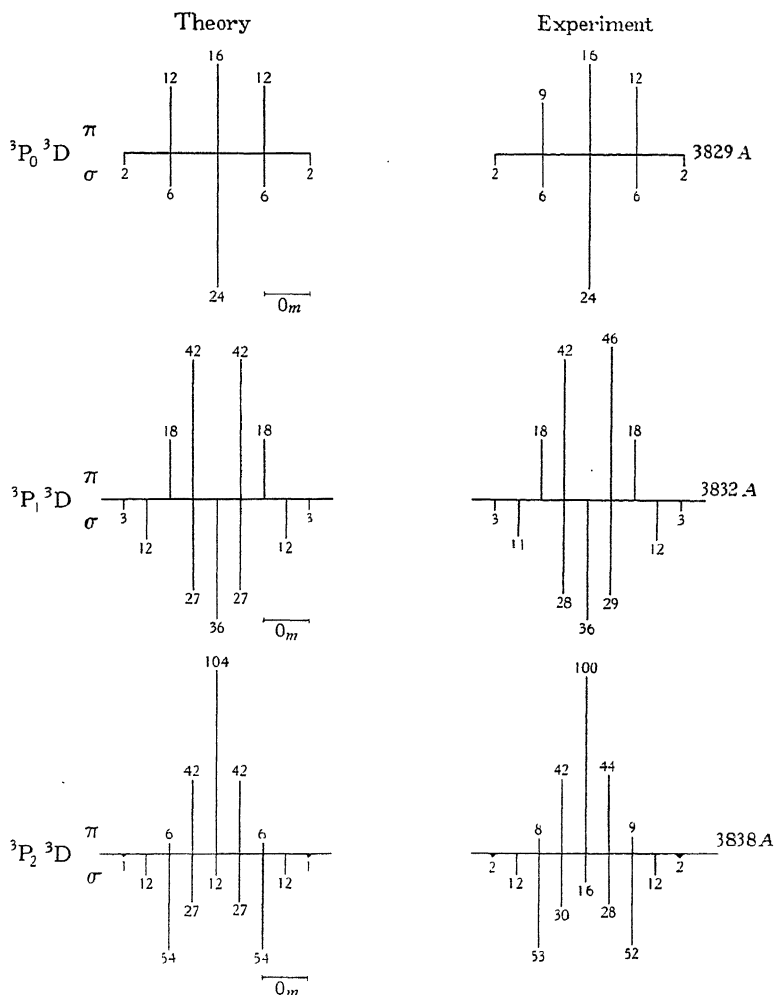 Theory Experiment
16 16
12 12 9 12
³P₀ ³D π σ 3829 A
2 6 6 2 2 6 6 2
24 24
0m
42 42 42 46
18 18 18 18
³P₁ ³D π σ 3832 A
3 12 12 3 3 11 12 3
27 27 28 29
36 36
0m
104 100
42 42 42 44
6 6 8 9
³P₂ ³D π σ 3838 A
1 12 12 12 1 2 12 16 12 2
27 27 30 28
54 54 53 52
0m